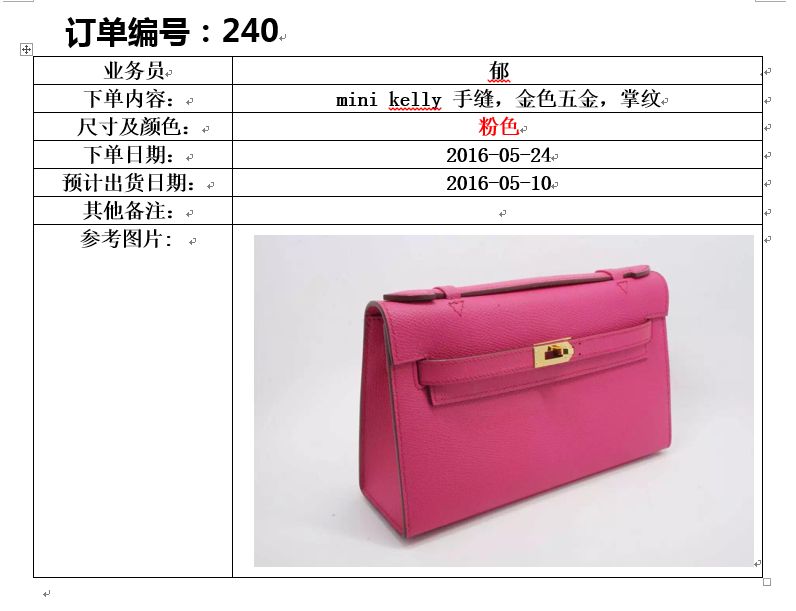 订单编号：240
业务员 郁
下单内容： mini kelly 手缝，金色五金，掌纹
尺寸及颜色： 粉色
下单日期： 2016-05-24
预计出货日期： 2016-05-10
其他备注：
参考图片: